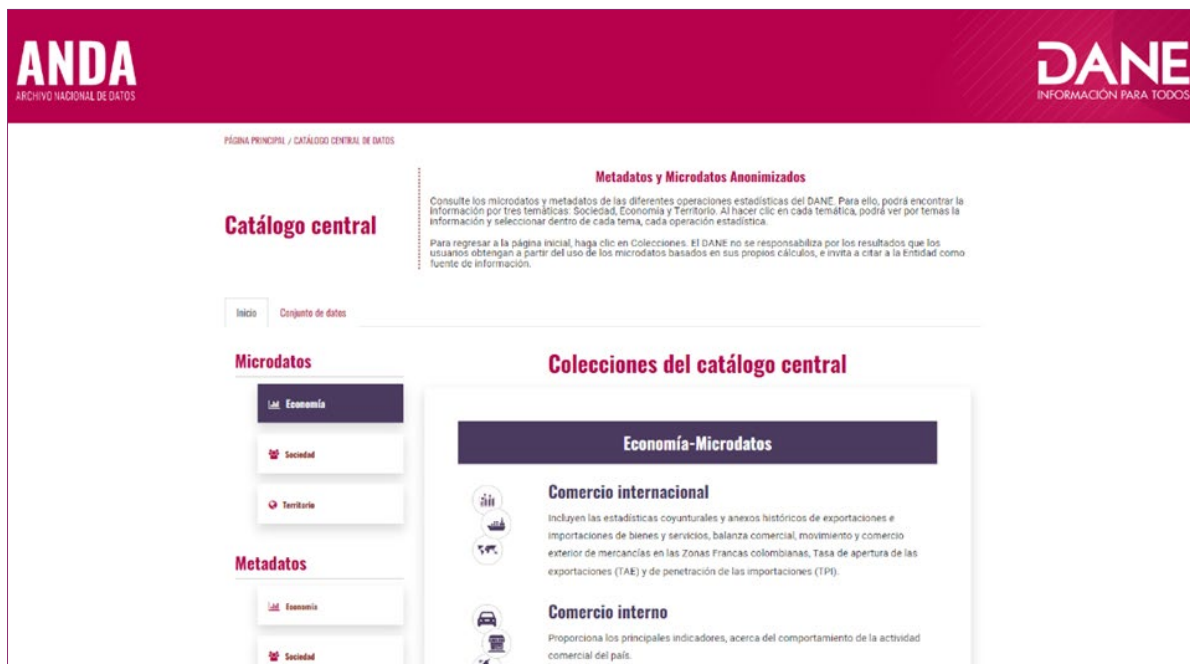 ANDA
ARCHIVO NACIONAL DE DATOS
DANE
INFORMACIÓN PARA TODOS
PÁGINA PRINCIPAL / CATÁLOGO CENTRAL DE DATOS
Catálogo central
Metadatos y Microdatos Anonimizados
Consulte los microdatos y metadatos de las diferentes operaciones estadísticas del DANE. Para ello, podrá encontrar la
información por tres temáticas: Sociedad, Economía y Territorio. Al hacer clic en cada temática, podrá ver por temas la
información y seleccionar dentro de cada tema, cada operación estadística.
Para regresar a la página inicial, haga clic en Colecciones. El DANE no se responsabiliza por los resultados que los
usuarios obtengan a partir del uso de los microdatos basados en sus propios cálculos, e invita a citar a la Entidad como
fuente de información.
Inicio
Conjunto de datos
Microdatos
Economía
Sociedad
Territorio
Metadatos
Economía
Sociedad
Colecciones del catálogo central
Economía-Microdatos
Comercio internacional
Incluyen las estadísticas coyunturales y anexos históricos de exportaciones e
importaciones de bienes y servicios, balanza comercial, movimiento y comercio
exterior de mercancías en las Zonas Francas colombianas, Tasa de apertura de las
exportaciones (TAE) y de penetración de las importaciones (TPI).
Comercio interno
Proporciona los principales indicadores, acerca del comportamiento de la actividad
comercial del país.